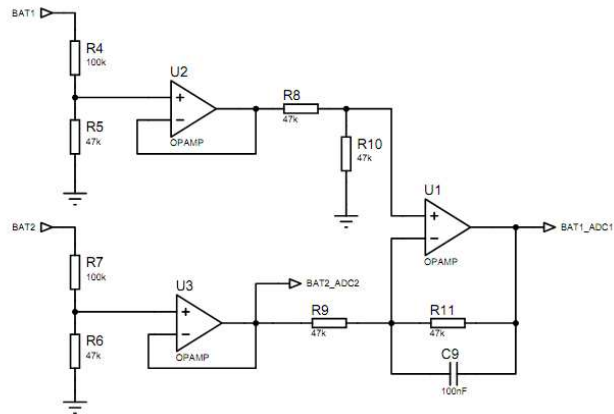 BAT1
R4
100k
U2
R8
47k
R5
47k
OPAMP
R10
47k
U1
BAT1_ADC1
BAT2
OPAMP
R7
100k
U3
BAT2_ADC2
R9
47k
R11
47k
R6
47k
OPAMP
C9
100nF